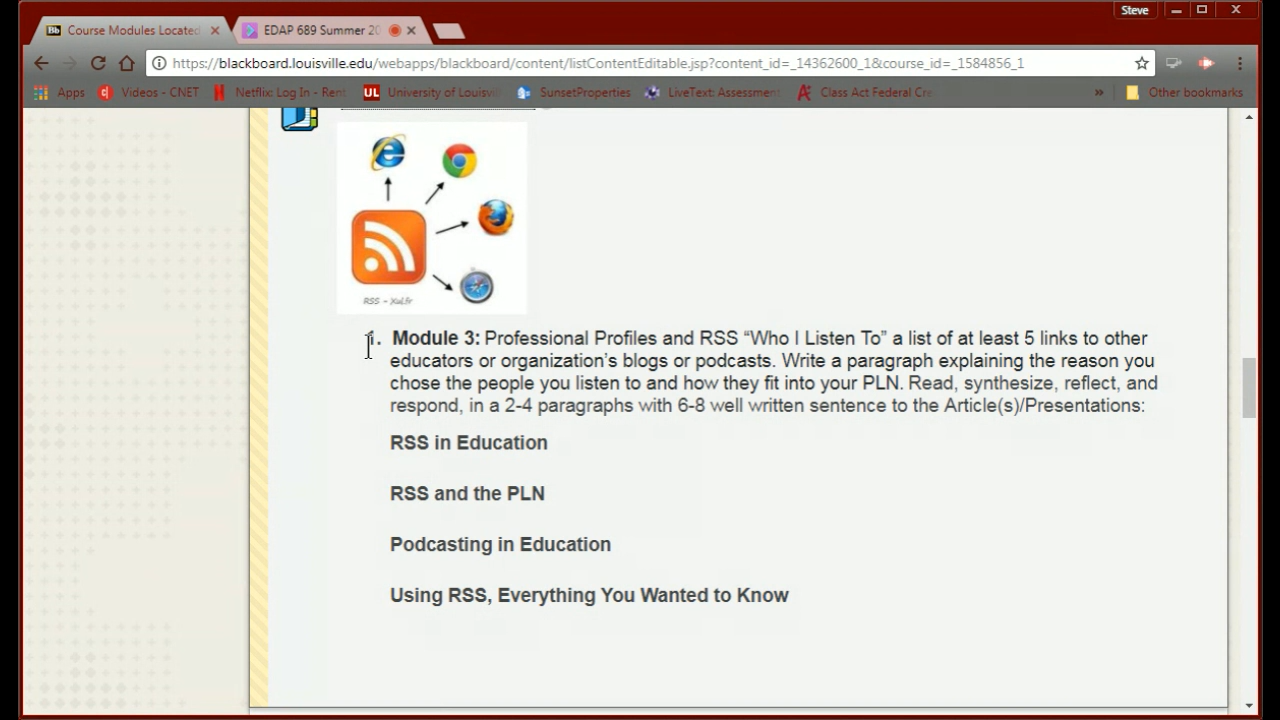 Steve
Bb Course Modules Located
EDAP 689 Summer 20
https://blackboard.louisville.edu/webapps/blackboard/content/listContentEditable.jsp?content_id=_14362600_1&course_id=_1584856_1
Apps Videos - CNET Netflix Log In - Rent UL University of Louisvil SunsetProperties LiveText: Assessment Class Act Federal Cre » Other bookmarks
RSS - Xul.fr
1. Module 3: Professional Profiles and RSS “Who I Listen To” a list of at least 5 links to other
educators or organization’s blogs or podcasts. Write a paragraph explaining the reason you
chose the people you listen to and how they fit into your PLN. Read, synthesize, reflect, and
respond, in a 2-4 paragraphs with 6-8 well written sentence to the Article(s)/Presentations:
RSS in Education
RSS and the PLN
Podcasting in Education
Using RSS, Everything You Wanted to Know